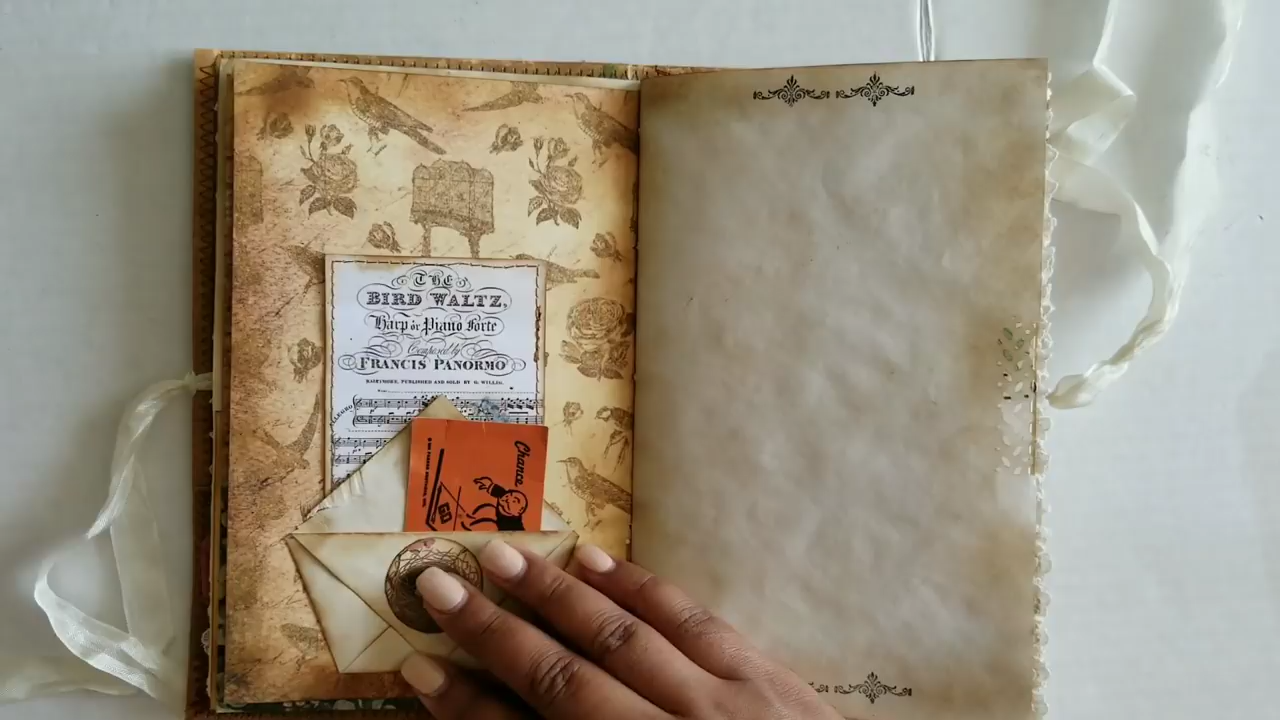 THE
BIRD WALTZ,
Harp or Piano Forte
Composed by
FRANCIS PANORMO
BALTIMORE, PUBLISHED AND SOLD BY G. WILLIG.
ALLEGRO
Chance
GO